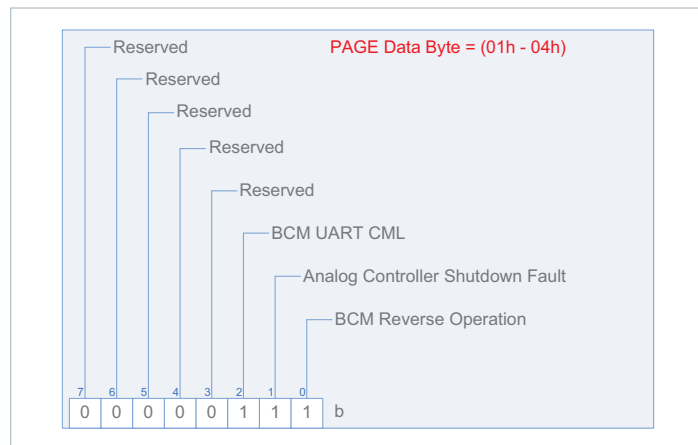 Reserved PAGE Data Byte = (01h - 04h)
Reserved
Reserved
Reserved
Reserved
BCM UART CML
Analog Controller Shutdown Fault
BCM Reverse Operation
7 6 5 4 3 2 1 0
0 0 0 0 0 1 1 1 b